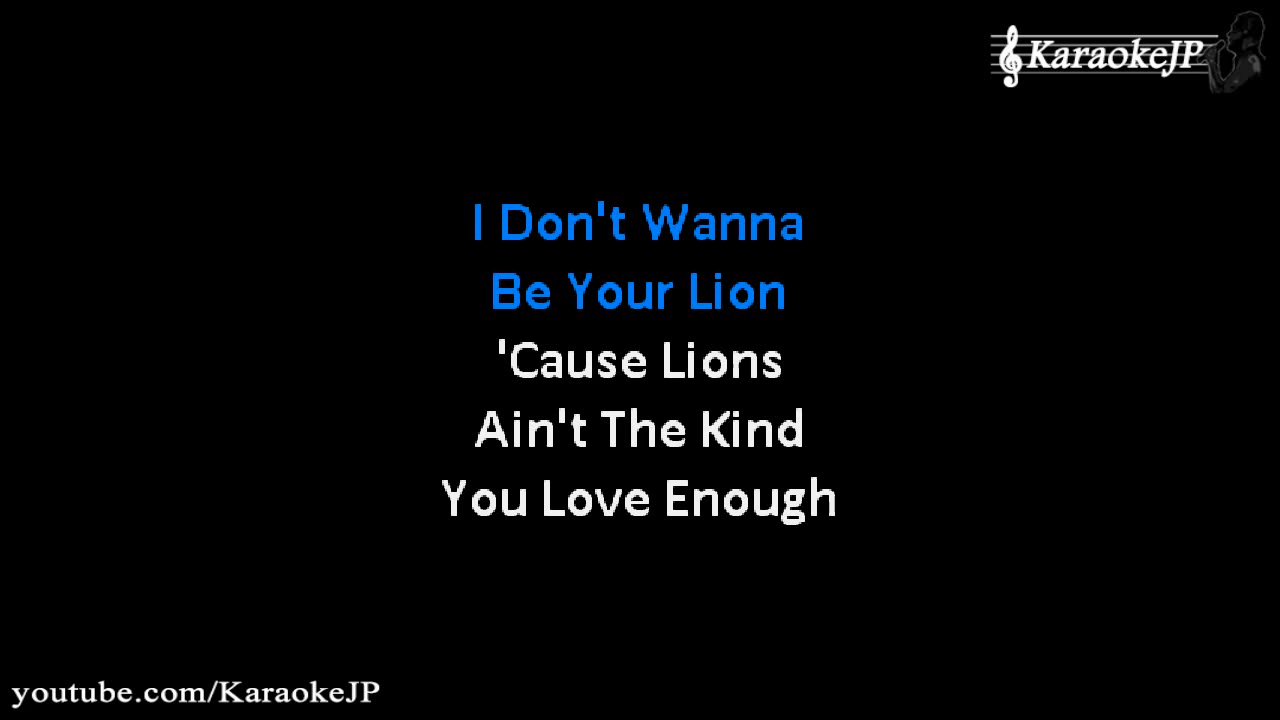 KaraokeJP
I Don't Wanna
Be Your Lion
'Cause Lions
Ain't The Kind
You Love Enough
youtube.com/KaraokeJP